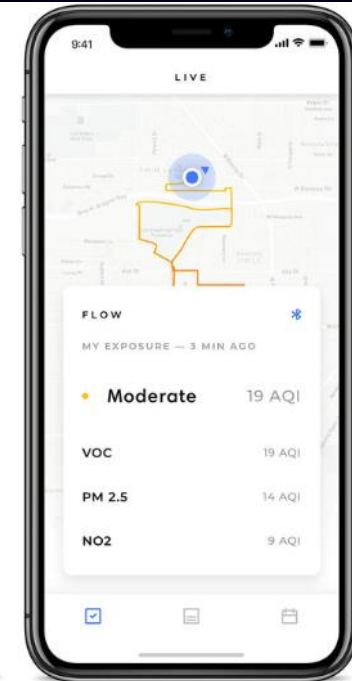 9:41
LIVE
FLOW
MY EXPOSURE — 3 MIN AGO
Moderate 19 AQI
VOC 19 AQI
PM 2.5 14 AQI
NO2 9 AQI